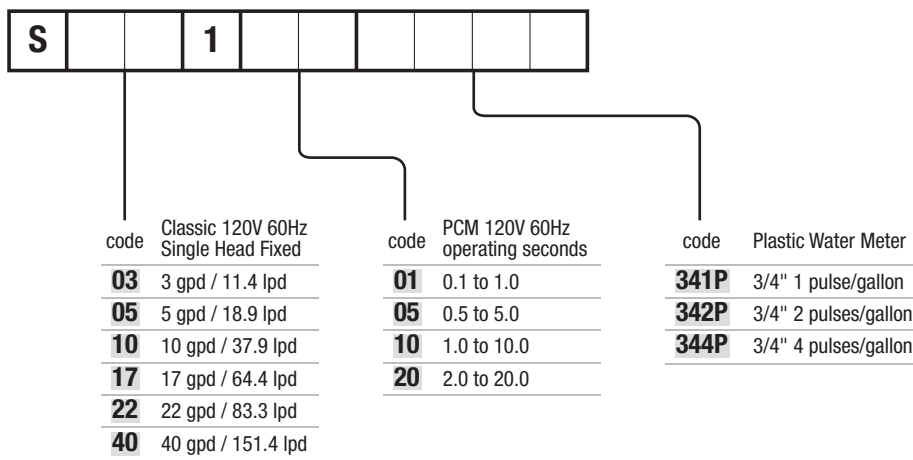 S 1
code Classic 120V 60Hz
Single Head Fixed
03 3 gpd / 11.4 lpd
05 5 gpd / 18.9 lpd
10 10 gpd / 37.9 lpd
17 17 gpd / 64.4 lpd
22 22 gpd / 83.3 lpd
40 40 gpd / 151.4 lpd
code PCM 120V 60Hz
operating seconds
01 0.1 to 1.0
05 0.5 to 5.0
10 1.0 to 10.0
20 2.0 to 20.0
code Plastic Water Meter
341P 3/4" 1 pulse/gallon
342P 3/4" 2 pulses/gallon
344P 3/4" 4 pulses/gallon